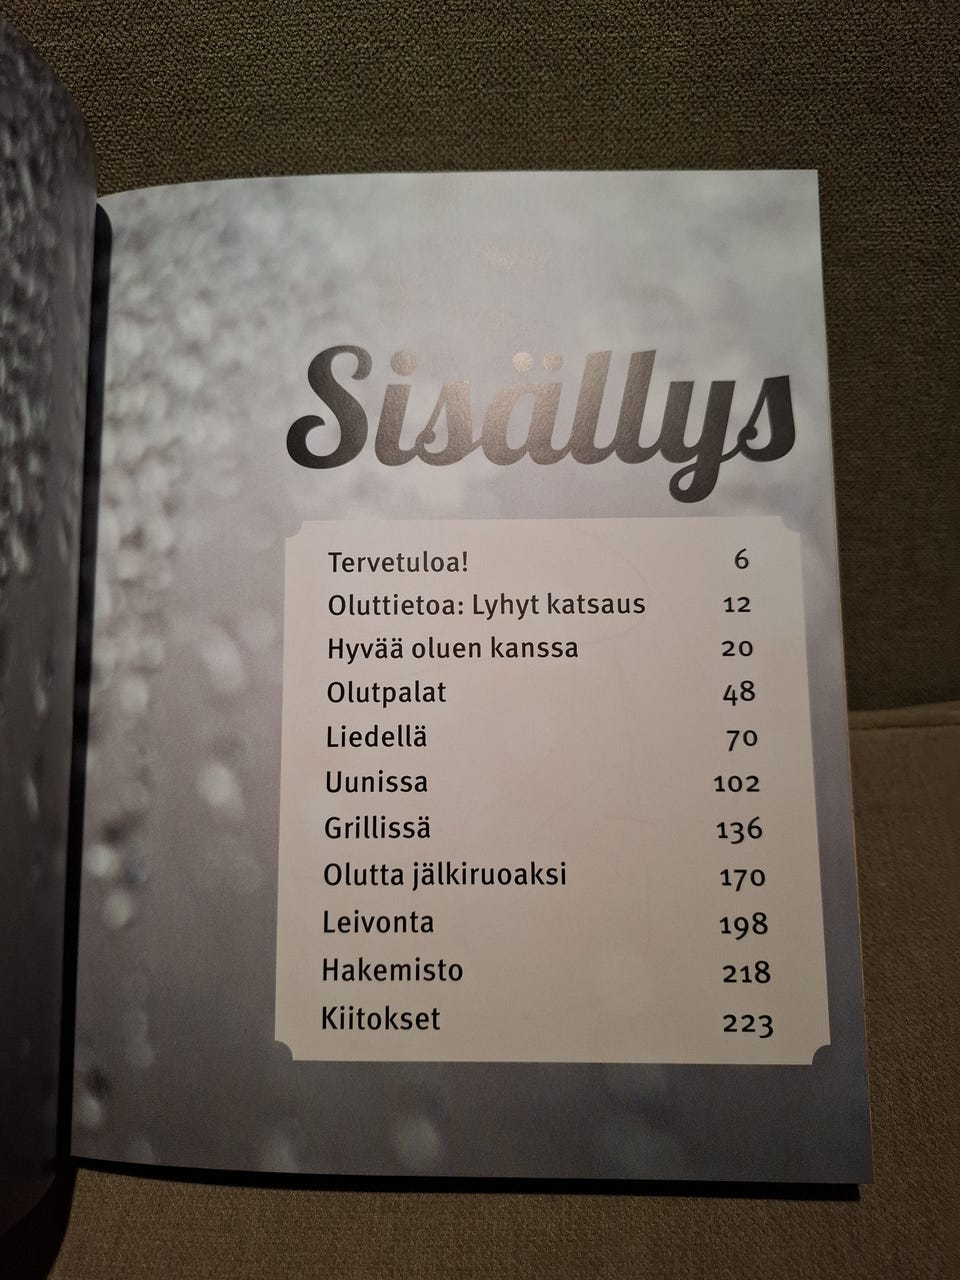 Sisällys
Tervetuloa! 6
Oluttietoa: Lyhyt katsaus 12
Hyvää oluen kanssa 20
Olutpalat 48
Liedellä 70
Uunissa 102
Grillissä 136
Olutta jälkiruoaksi 170
Leivonta 198
Hakemisto 218
Kiitokset 223